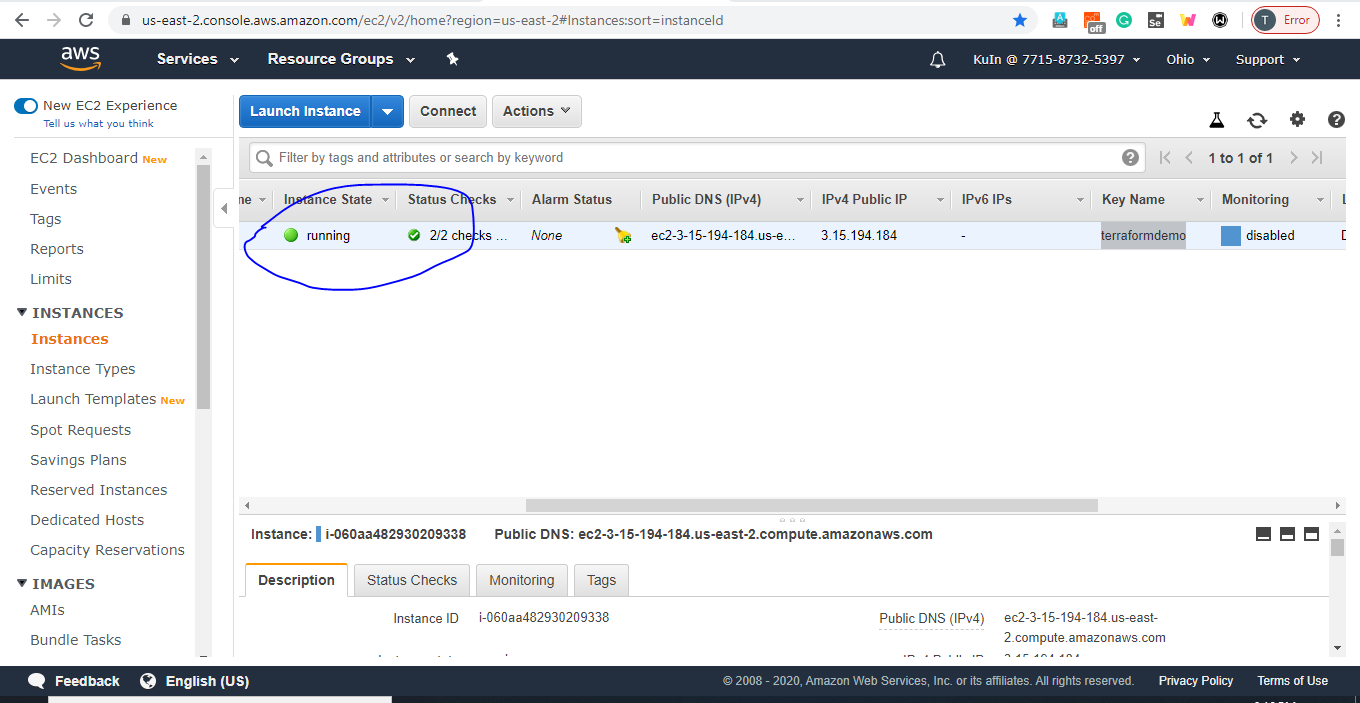 us-east-2.console.aws.amazon.com/ec2/v2/home?region=us-east-2#Instances:sort=instanceId
off
Se
T Error
aws Services Resource Groups KuIn @ 7715-8732-5397 Ohio Support
New EC2 Experience
Tell us what you think
Launch Instance Connect Actions
EC2 Dashboard New
Events
Tags
Reports
Limits
INSTANCES
Instances
Instance Types
Launch Templates New
Spot Requests
Savings Plans
Reserved Instances
Dedicated Hosts
Capacity Reservations
IMAGES
AMIs
Bundle Tasks
Filter by tags and attributes or search by keyword
1 to 1 of 1
ne Instance State Status Checks Alarm Status Public DNS (IPv4) IPv4 Public IP IPv6 IPs Key Name Monitoring L
running 2/2 checks ... None ec2-3-15-194-184.us-e... 3.15.194.184 - terraformdemo disabled
Instance: i-060aa482930209338 Public DNS: ec2-3-15-194-184.us-east-2.compute.amazonaws.com
Description Status Checks Monitoring Tags
Instance ID i-060aa482930209338 Public DNS (IPv4) ec2-3-15-194-184.us-east-
2.compute.amazonaws.com
Feedback English (US) © 2008 - 2020, Amazon Web Services, Inc. or its affiliates. All rights reserved. Privacy Policy Terms of Use